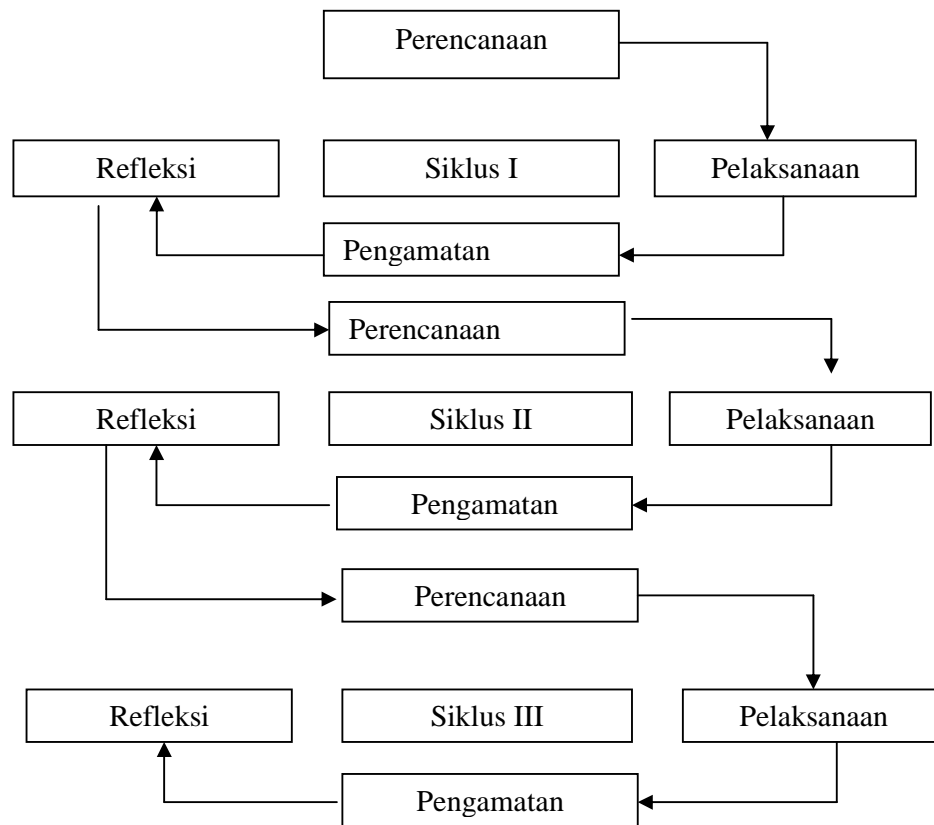 Perencanaan
Refleksi
Siklus I
Pelaksanaan
Pengamatan
Perencanaan
Refleksi
Siklus II
Pelaksanaan
Pengamatan
Perencanaan
Refleksi
Siklus III
Pelaksanaan
Pengamatan